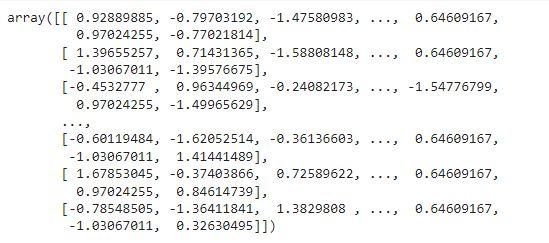 array([[ 0.92889885, -0.79703192, -1.47580983, ...,  0.64609167,
         0.97024255, -0.77021814],
       [ 1.39655257,  0.71431365, -1.58808148, ...,  0.64609167,
        -1.03067011, -1.39576675],
       [-0.4532777 ,  0.96344969, -0.24082173, ..., -1.54776799,
         0.97024255, -1.49965629],
       ...,
       [-0.60119484, -1.62052514, -0.36136603, ...,  0.64609167,
        -1.03067011,  1.41441489],
       [ 1.67853045, -0.37403866,  0.72589622, ...,  0.64609167,
         0.97024255,  0.84614739],
       [-0.78548505, -1.36411841,  1.3829808 , ...,  0.64609167,
        -1.03067011,  0.32630495]])